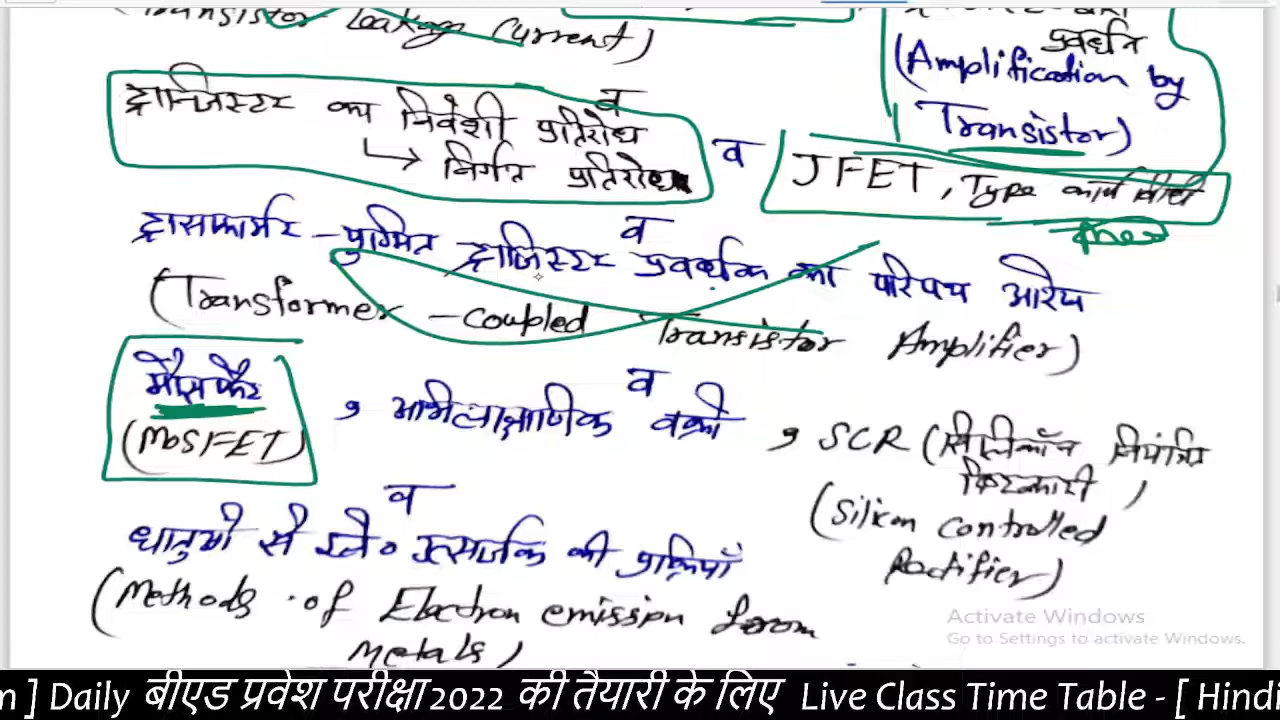 (Transistor Leakage Current)
प्रवर्धन
(Amplification by
Transistor)
ट्रान्जिस्टर का निवेशी प्रतिरोध व
→ निर्गत प्रतिरोध
व
JFET, Type कार्य विधि
ट्रांसफार्मर - युग्मित ट्रांजिस्टर प्रवर्धक का परिपथ आरेख व
(Transformer - Coupled Transistor Amplifier)
मौसफैट
(MOSFET)
, अभिलाक्षणिक वक्रो व
, SCR (सिलिकॉन नियंत्रित
दिस्टकारी)
(Silicon Controlled
Rectifier)
व
धातुओ से इले० उत्सर्जक की प्रक्रियाँ
(Methods of Electron emission from
metals)
Activate Windows
Go to Settings to activate Windows.
m ] Daily बीएड प्रवेश परीक्षा 2022 की तैयारी के लिए Live Class Time Table - [ Hindi